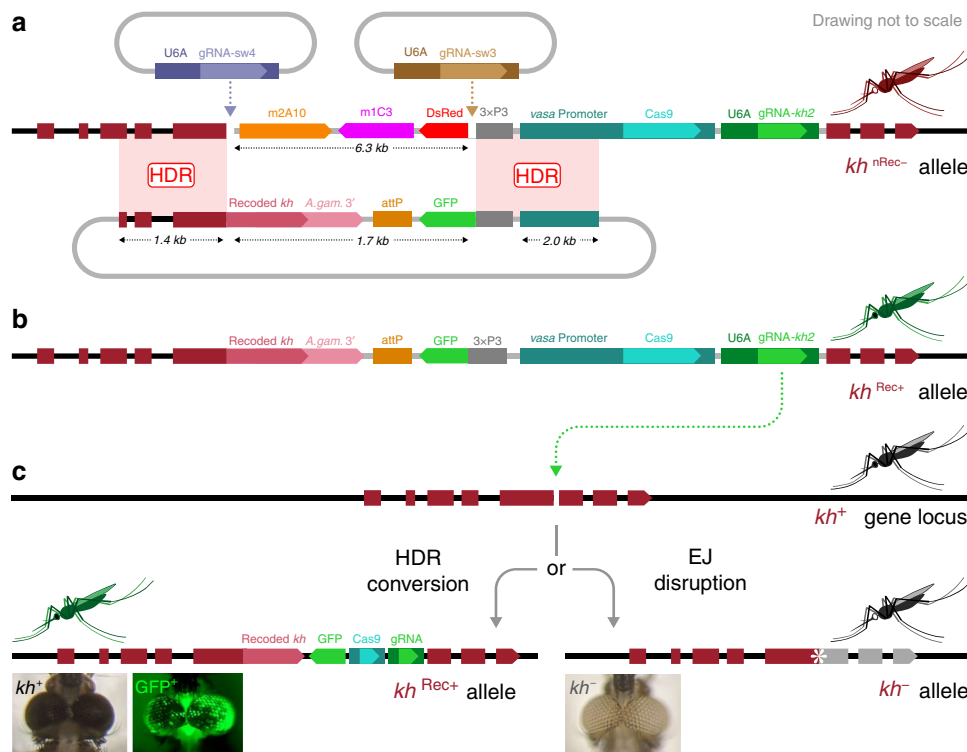 a
Drawing not to scale
U6A gRNA-sw4
U6A gRNA-sw3
m2A10 m1C3 DsRed 3×P3 vasa Promoter Cas9 U6A gRNA-kh2
6.3 kb
kh nRec− allele
HDR HDR
Recoded kh A.gam. 3′ attP GFP
1.4 kb 1.7 kb 2.0 kb
b
Recoded kh A.gam. 3′ attP GFP 3×P3 vasa Promoter Cas9 U6A gRNA-kh2
kh Rec+ allele
c
kh+ gene locus
HDR conversion
or
EJ disruption
Recoded kh GFP Cas9 gRNA
kh Rec+ allele
*
kh− allele
kh+ GFP+ kh−